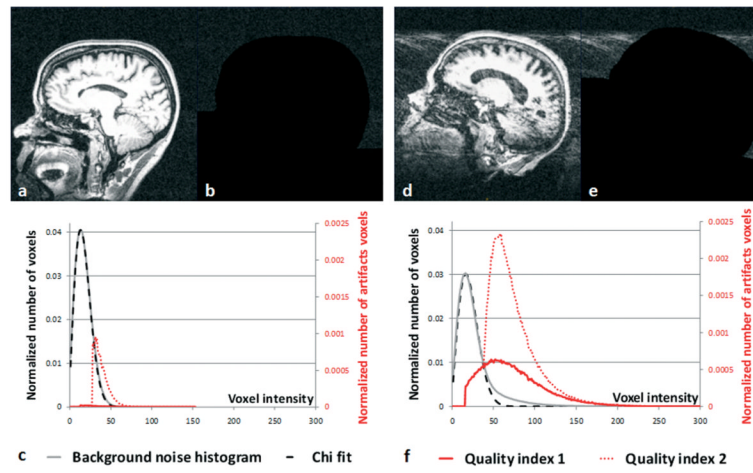 a
b
d
e
Normalized number of voxels
0.04
0.03
0.02
0.01
0
0.0025
0.002
0.0015
0.001
0.0005
0
Normalized number of artifacts voxels
Voxel intensity
0 50 100 150 200 250 300
Normalized number of voxels
0.04
0.03
0.02
0.01
0
0.0025
0.002
0.0015
0.001
0.0005
0
Normalized number of artifacts voxels
Voxel intensity
0 50 100 150 200 250 300
c Background noise histogram Chi fit
f Quality index 1 Quality index 2